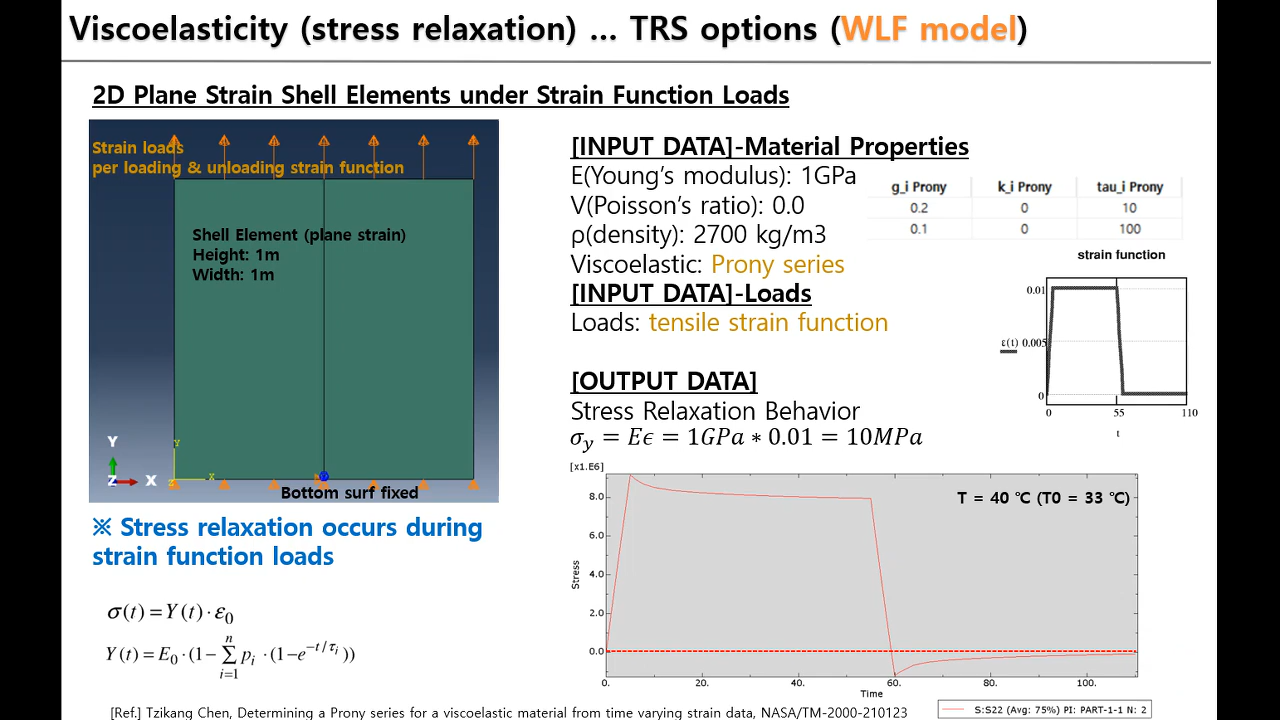 Viscoelasticity (stress relaxation) ... TRS options (WLF model)
2D Plane Strain Shell Elements under Strain Function Loads
Strain loads
per loading & unloading strain function
Shell Element (plane strain)
Height: 1m
Width: 1m
Y
Z
X
Y
X
Bottom surf fixed
※ Stress relaxation occurs during
strain function loads
σ(t) = Y(t) · ε₀
Y(t) = E₀ · (1− ∑ⁿᵢ₌₁ pᵢ · (1−e^(−t/τᵢ)))
[INPUT DATA]-Material Properties
E(Young's modulus): 1GPa
V(Poisson's ratio): 0.0
ρ(density): 2700 kg/m3
Viscoelastic: Prony series
[INPUT DATA]-Loads
Loads: tensile strain function
g_i Prony k_i Prony tau_i Prony
0.2 0 10
0.1 0 100
strain function
0.01
ε(t) 0.005
0
0 55 110
t
[OUTPUT DATA]
Stress Relaxation Behavior
σ_y = Eϵ = 1GPa ∗ 0.01 = 10MPa
[x1.E6]
T = 40 ℃ (T0 = 33 ℃)
8.0
6.0
4.0
2.0
0.0
Stress
0. 20. 40. 60. 80. 100.
Time
S:S22 (Avg: 75%) PI: PART-1-1 N: 2
[Ref.] Tzikang Chen, Determining a Prony series for a viscoelastic material from time varying strain data, NASA/TM-2000-210123